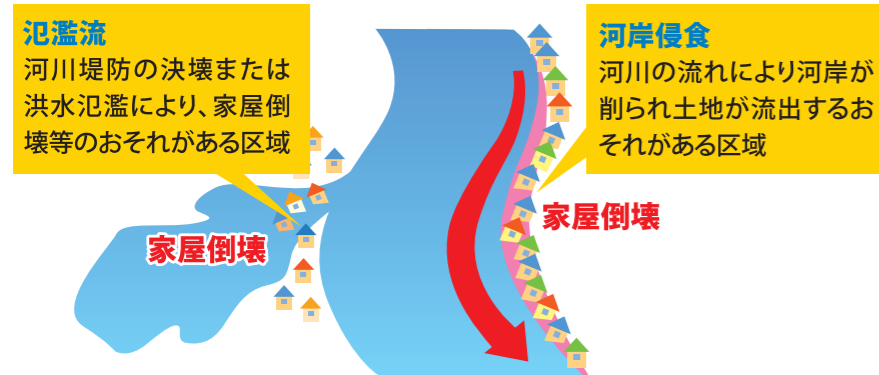 氾濫流
河川堤防の決壊または
洪水氾濫により、家屋倒
壊等のおそれがある区域
家屋倒壊
河岸侵食
河川の流れにより河岸が
削られ土地が流出するお
それがある区域
家屋倒壊